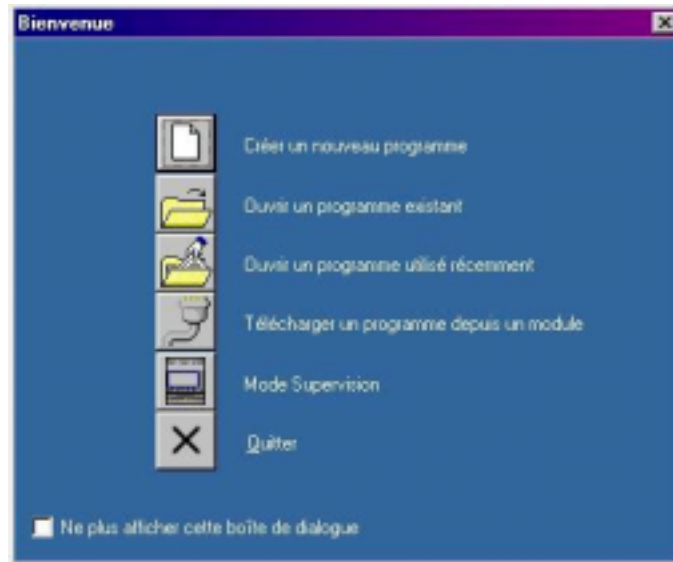 Bienvenue
Créer un nouveau programme
Ouvrir un programme existant
Ouvrir un programme utilisé récemment
Télécharger un programme depuis un module
Mode Supervision
Quitter
Ne plus afficher cette boîte de dialogue